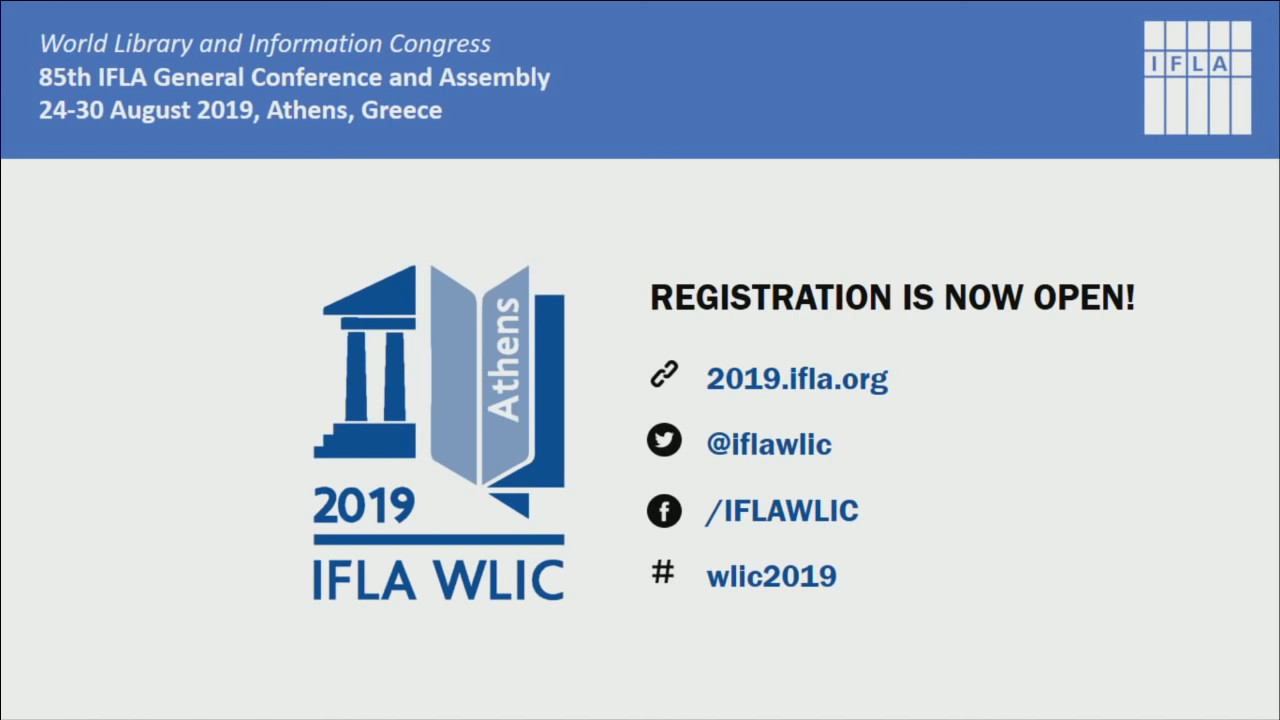 World Library and Information Congress
85th IFLA General Conference and Assembly
24-30 August 2019, Athens, Greece
IFLA
Athens
2019
IFLA WLIC
REGISTRATION IS NOW OPEN!
2019.ifla.org
@iflawlic
/IFLAWLIC
# wlic2019